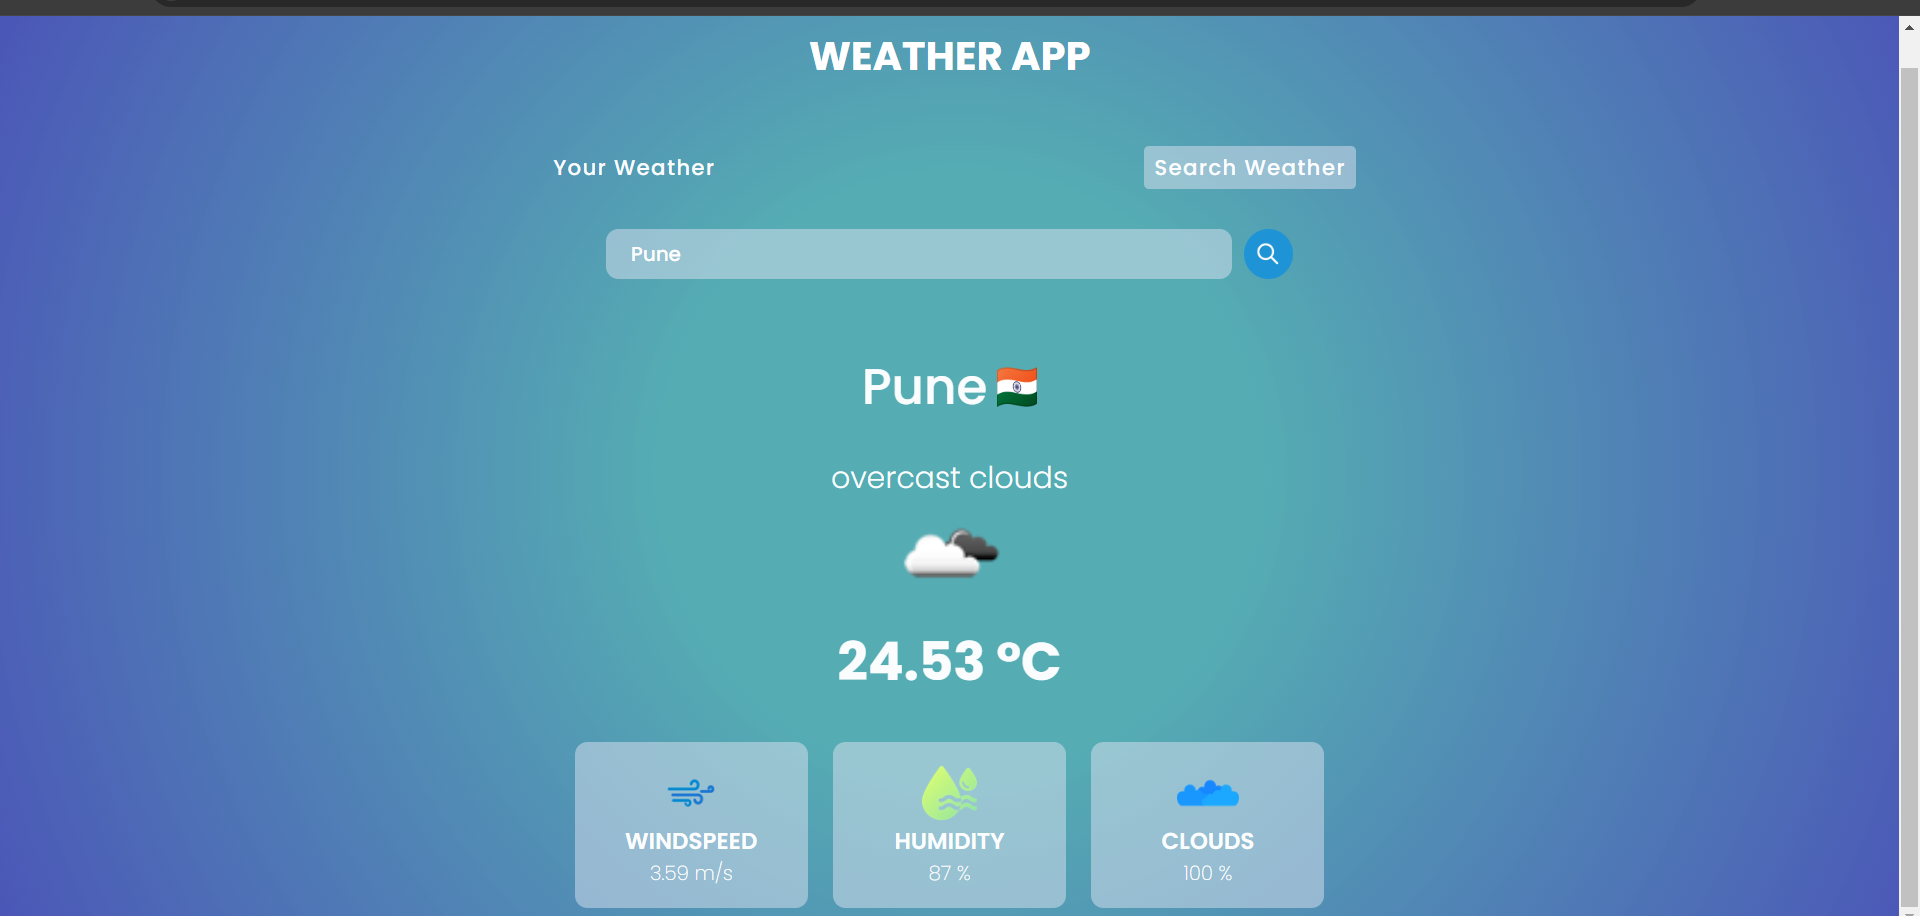 WEATHER APP
Your Weather
Search Weather
Pune
Pune
overcast clouds
24.53 °C
WINDSPEED
3.59 m/s
HUMIDITY
87 %
CLOUDS
100 %